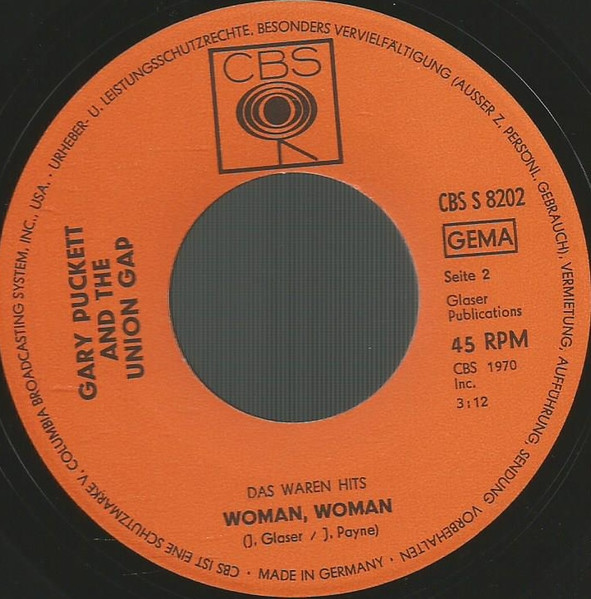 CBS
CBS S 8202
GEMA
Seite 2
Glaser
Publications
45 RPM
CBS 1970
Inc.
3:12
GARY PUCKETT
AND THE
UNION GAP
DAS WAREN HITS
WOMAN, WOMAN
(J. Glaser / J. Payne)
CBS IST EINE SCHUTZMARKE V. COLUMBIA BROADCASTING SYSTEM, INC., USA. · URHEBER- U. LEISTUNGSSCHUTZRECHTE, BESONDERS VERVIELFÄLTIGUNG (AUSSER Z. PERSÖNL. GEBRAUCH), VERMIETUNG, AUFFÜHRUNG, SENDUNG VORBEHALTEN · MADE IN GERMANY ·